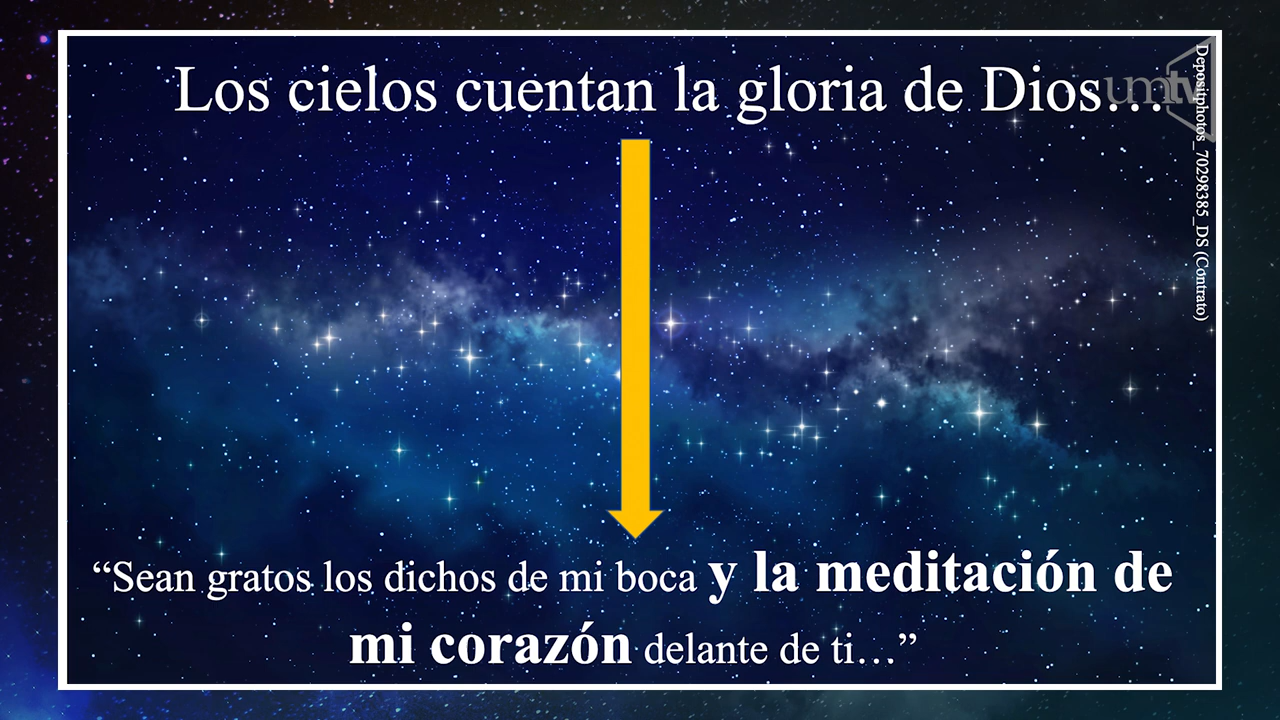 Los cielos cuentan la gloria de Dios…
umtv
Depositphotos_70298385_DS (Contrato)
“Sean gratos los dichos de mi boca y la meditación de
mi corazón delante de ti…”